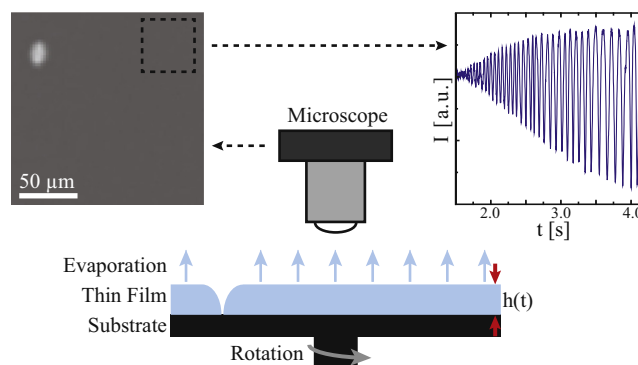 50 µm
Microscope
I [a.u.]
2.0 3.0 4.0
t [s]
Evaporation
Thin Film
h(t)
Substrate
Rotation